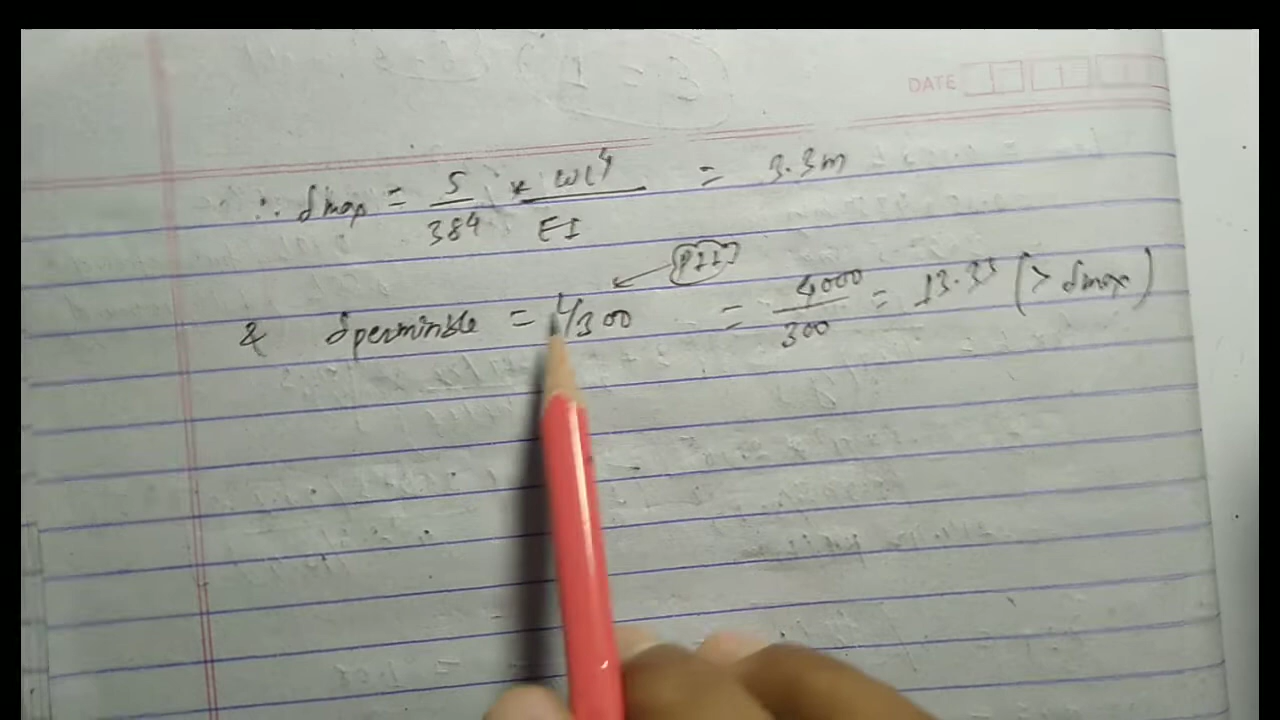 DATE
∴ δmax = 5/384 * wl⁴/EI = 3.3m
& δpermissible = L/300 = 4000/300 = 13.33 (> δmax)